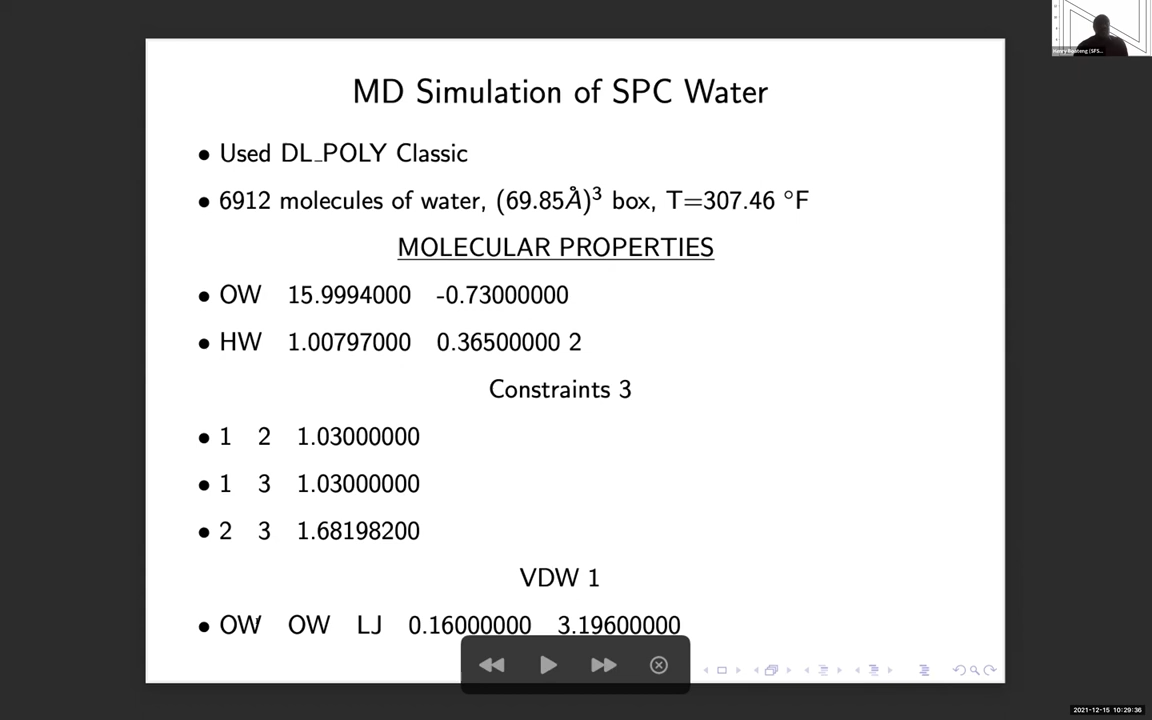 MD Simulation of SPC Water
• Used DL_POLY Classic
• 6912 molecules of water, (69.85Å)³ box, T=307.46 °F
MOLECULAR PROPERTIES
• OW 15.9994000 -0.73000000
• HW 1.00797000 0.36500000 2
Constraints 3
• 1 2 1.03000000
• 1 3 1.03000000
• 2 3 1.68198200
VDW 1
• OW OW LJ 0.16000000 3.19600000
2021-12-15 10:29:36